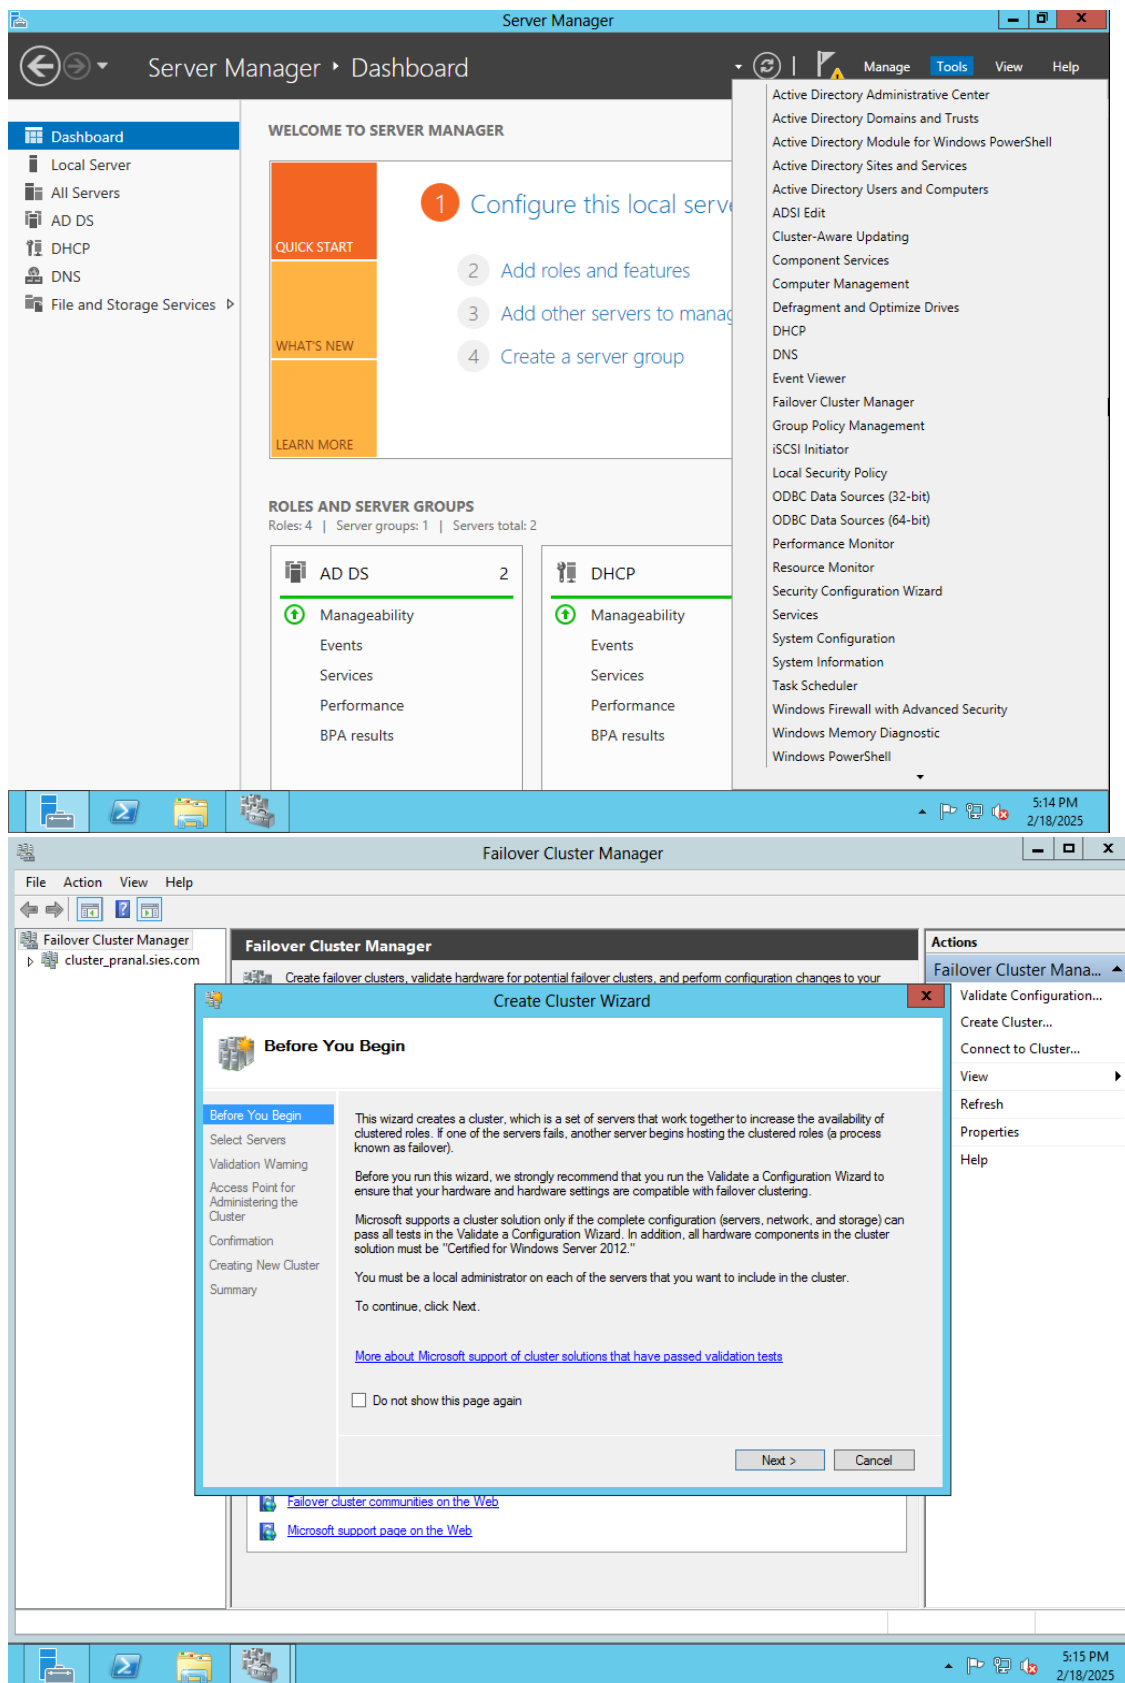 Server Manager
Server Manager • Dashboard
Manage Tools View Help
Dashboard
Local Server
All Servers
AD DS
DHCP
DNS
File and Storage Services
WELCOME TO SERVER MANAGER
QUICK START
WHAT'S NEW
LEARN MORE
1 Configure this local serve
2 Add roles and features
3 Add other servers to manag
4 Create a server group
ROLES AND SERVER GROUPS
Roles: 4 | Server groups: 1 | Servers total: 2
AD DS 2
Manageability
Events
Services
Performance
BPA results
DHCP
Manageability
Events
Services
Performance
BPA results
Active Directory Administrative Center
Active Directory Domains and Trusts
Active Directory Module for Windows PowerShell
Active Directory Sites and Services
Active Directory Users and Computers
ADSI Edit
Cluster-Aware Updating
Component Services
Computer Management
Defragment and Optimize Drives
DHCP
DNS
Event Viewer
Failover Cluster Manager
Group Policy Management
iSCSI Initiator
Local Security Policy
ODBC Data Sources (32-bit)
ODBC Data Sources (64-bit)
Performance Monitor
Resource Monitor
Security Configuration Wizard
Services
System Configuration
System Information
Task Scheduler
Windows Firewall with Advanced Security
Windows Memory Diagnostic
Windows PowerShell
5:14 PM
2/18/2025
Failover Cluster Manager
File Action View Help
Failover Cluster Manager
cluster_pranal.sies.com
Failover Cluster Manager
Create failover clusters, validate hardware for potential failover clusters, and perform configuration changes to your
Create Cluster Wizard
Before You Begin
Before You Begin
Select Servers
Validation Warning
Access Point for
Administering the
Cluster
Confirmation
Creating New Cluster
Summary
This wizard creates a cluster, which is a set of servers that work together to increase the availability of
clustered roles. If one of the servers fails, another server begins hosting the clustered roles (a process
known as failover).
Before you run this wizard, we strongly recommend that you run the Validate a Configuration Wizard to
ensure that your hardware and hardware settings are compatible with failover clustering.
Microsoft supports a cluster solution only if the complete configuration (servers, network, and storage) can
pass all tests in the Validate a Configuration Wizard. In addition, all hardware components in the cluster
solution must be "Certified for Windows Server 2012."
You must be a local administrator on each of the servers that you want to include in the cluster.
To continue, click Next.
More about Microsoft support of cluster solutions that have passed validation tests
Do not show this page again
Next > Cancel
Failover cluster communities on the Web
Microsoft support page on the Web
Actions
Failover Cluster Mana...
Validate Configuration...
Create Cluster...
Connect to Cluster...
View
Refresh
Properties
Help
5:15 PM
2/18/2025